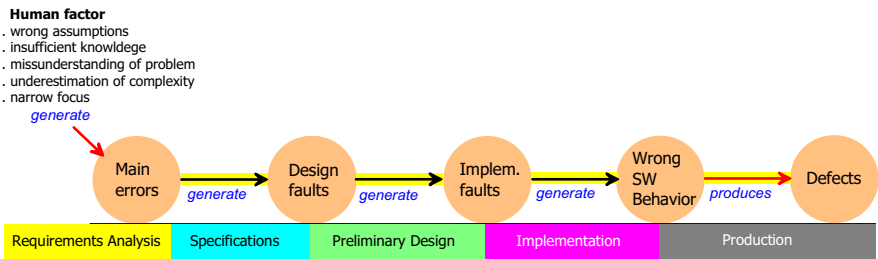 Human factor
. wrong assumptions
. insufficient knowldege
. missunderstanding of problem
. underestimation of complexity
. narrow focus
generate
Main
errors
generate
Design
faults
generate
Implem.
faults
generate
Wrong
SW
Behavior
produces
Defects
Requirements Analysis
Specifications
Preliminary Design
Implementation
Production